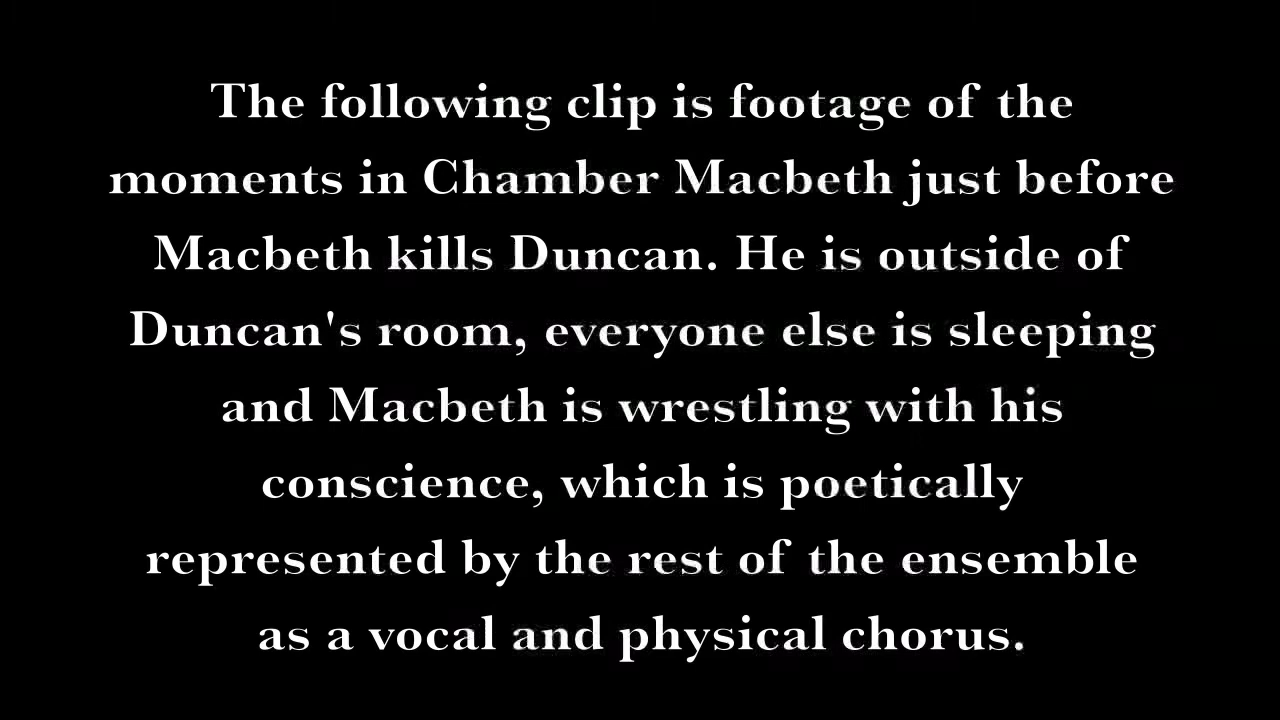 The following clip is footage of the
moments in Chamber Macbeth just before
Macbeth kills Duncan. He is outside of
Duncan's room, everyone else is sleeping
and Macbeth is wrestling with his
conscience, which is poetically
represented by the rest of the ensemble
as a vocal and physical chorus.